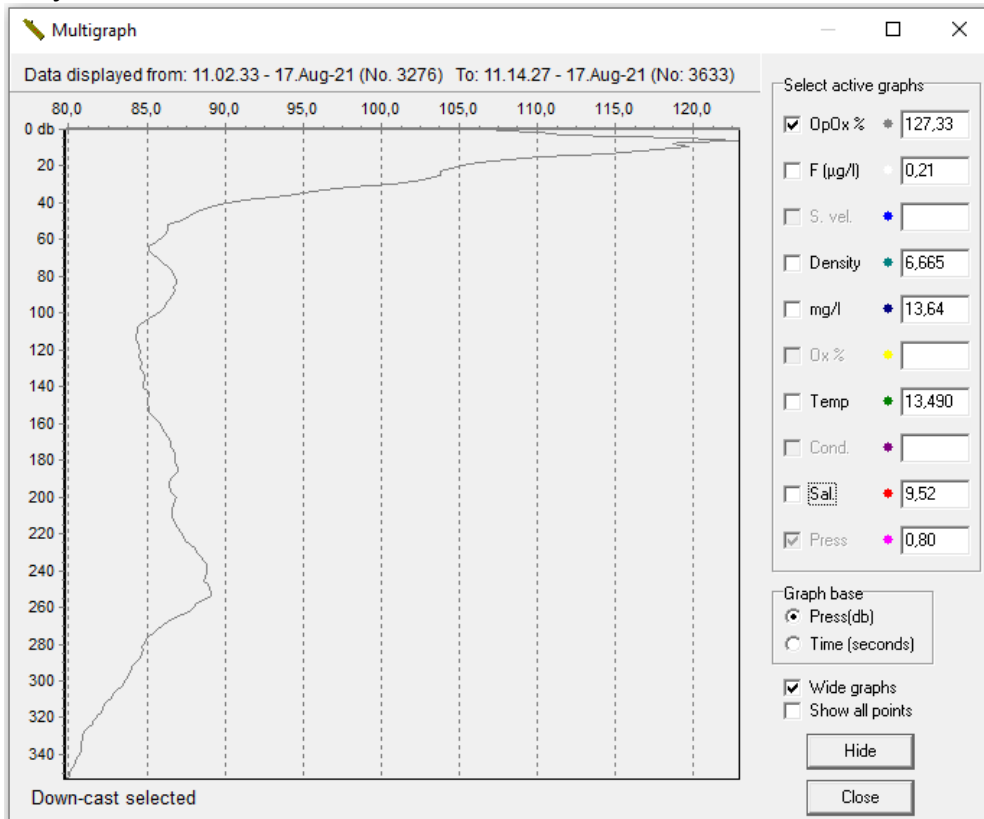 Multigraph
Data displayed from: 11.02.33 - 17.Aug-21 (No. 3276) To: 11.14.27 - 17.Aug-21 (No: 3633)
80,0 85,0 90,0 95,0 100,0 105,0 110,0 115,0 120,0
0 db
20
40
60
80
100
120
140
160
180
200
220
240
260
280
300
320
340
Down-cast selected
Select active graphs
OpOx % 127,33
F (µg/l) 0,21
S. vel.
Density 6,665
mg/l 13,64
Ox %
Temp 13,490
Cond.
Sal. 9,52
Press 0,80
Graph base
Press(db)
Time (seconds)
Wide graphs
Show all points
Hide
Close